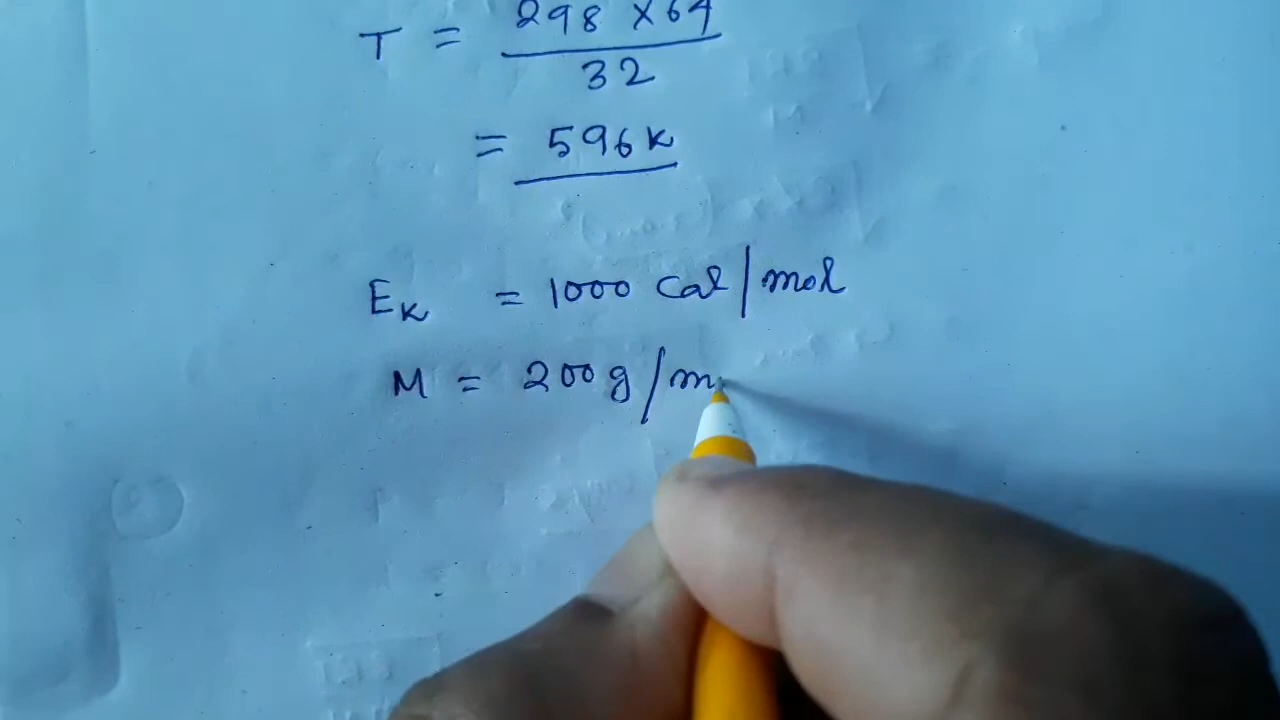 T = 298 × 64
32
= 596 K
EK = 1000 cal/mol
M = 200 g/m